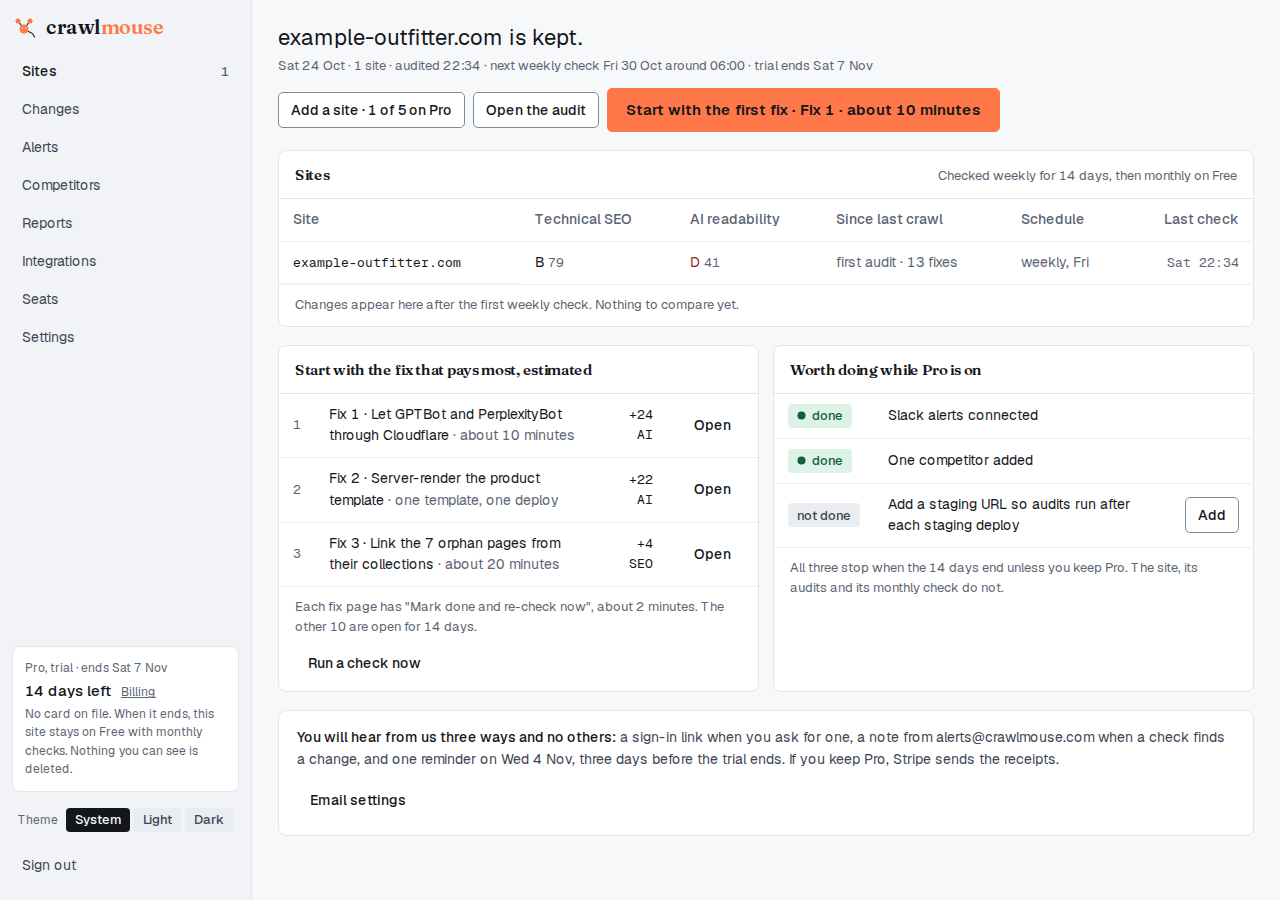 crawlmouse
Sites 1
Changes
Alerts
Competitors
Reports
Integrations
Seats
Settings
Pro, trial · ends Sat 7 Nov
14 days left Billing
No card on file. When it ends, this
site stays on Free with monthly
checks. Nothing you can see is
deleted.
Theme System Light Dark
Sign out
example-outfitter.com is kept.
Sat 24 Oct · 1 site · audited 22:34 · next weekly check Fri 30 Oct around 06:00 · trial ends Sat 7 Nov
Add a site · 1 of 5 on Pro Open the audit Start with the first fix · Fix 1 · about 10 minutes
Sites Checked weekly for 14 days, then monthly on Free
Site Technical SEO AI readability Since last crawl Schedule Last check
example-outfitter.com B 79 D 41 first audit · 13 fixes weekly, Fri Sat 22:34
Changes appear here after the first weekly check. Nothing to compare yet.
Start with the fix that pays most, estimated
1 Fix 1 · Let GPTBot and PerplexityBot +24 Open
through Cloudflare · about 10 minutes AI
2 Fix 2 · Server-render the product +22 Open
template · one template, one deploy AI
3 Fix 3 · Link the 7 orphan pages from +4 Open
their collections · about 20 minutes SEO
Each fix page has "Mark done and re-check now", about 2 minutes. The
other 10 are open for 14 days.
Run a check now
Worth doing while Pro is on
done Slack alerts connected
done One competitor added
not done Add a staging URL so audits run after Add
each staging deploy
All three stop when the 14 days end unless you keep Pro. The site, its
audits and its monthly check do not.
You will hear from us three ways and no others: a sign-in link when you ask for one, a note from alerts@crawlmouse.com when a check finds
a change, and one reminder on Wed 4 Nov, three days before the trial ends. If you keep Pro, Stripe sends the receipts.
Email settings